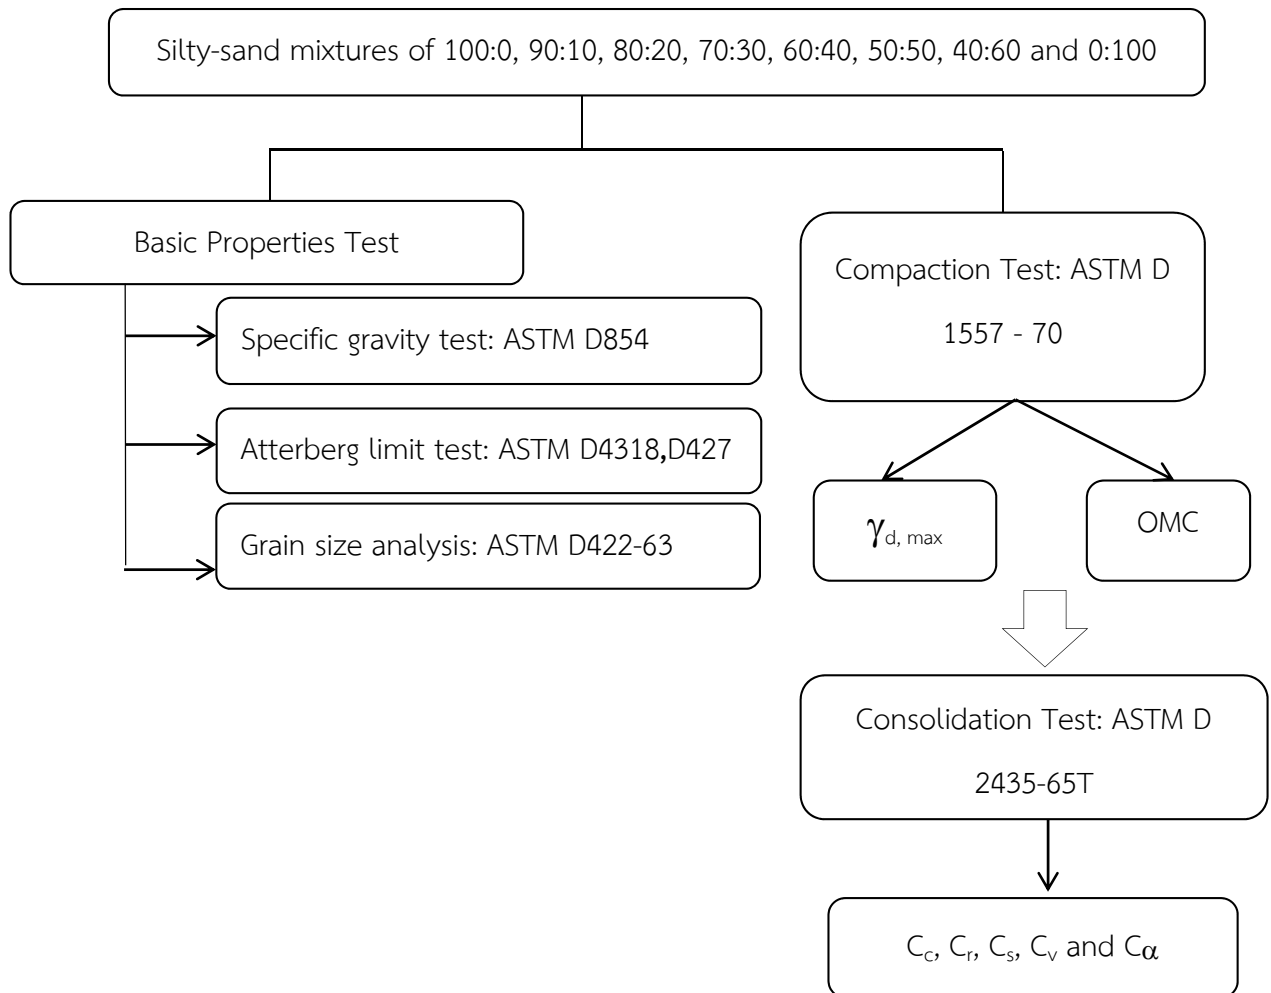 Silty-sand mixtures of 100:0, 90:10, 80:20, 70:30, 60:40, 50:50, 40:60 and 0:100
Basic Properties Test
Specific gravity test: ASTM D854
Atterberg limit test: ASTM D4318,D427
Grain size analysis: ASTM D422-63
Compaction Test: ASTM D
1557 - 70
γd, max
OMC
Consolidation Test: ASTM D
2435-65T
Cc, Cr, Cs, Cv and Cα